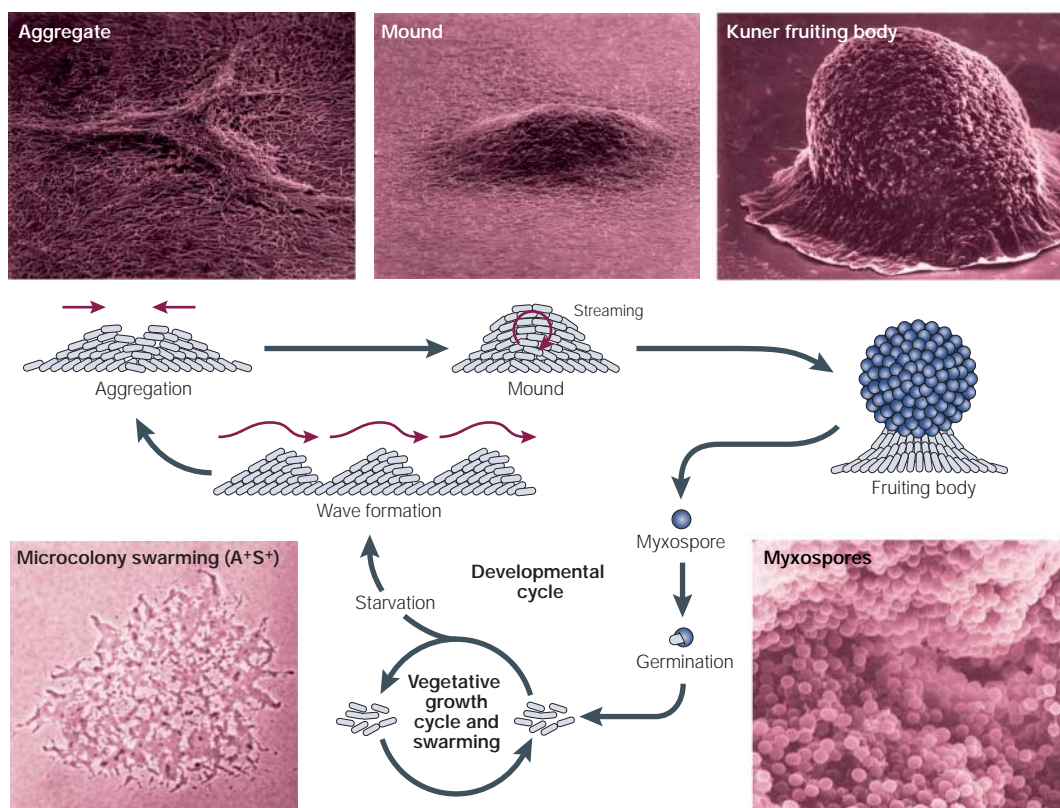 Aggregate
Mound
Kuner fruiting body
Streaming
Aggregation
Mound
Fruiting body
Wave formation
Myxospore
Microcolony swarming (A⁺S⁺)
Developmental
cycle
Myxospores
Starvation
Germination
Vegetative
growth
cycle and
swarming